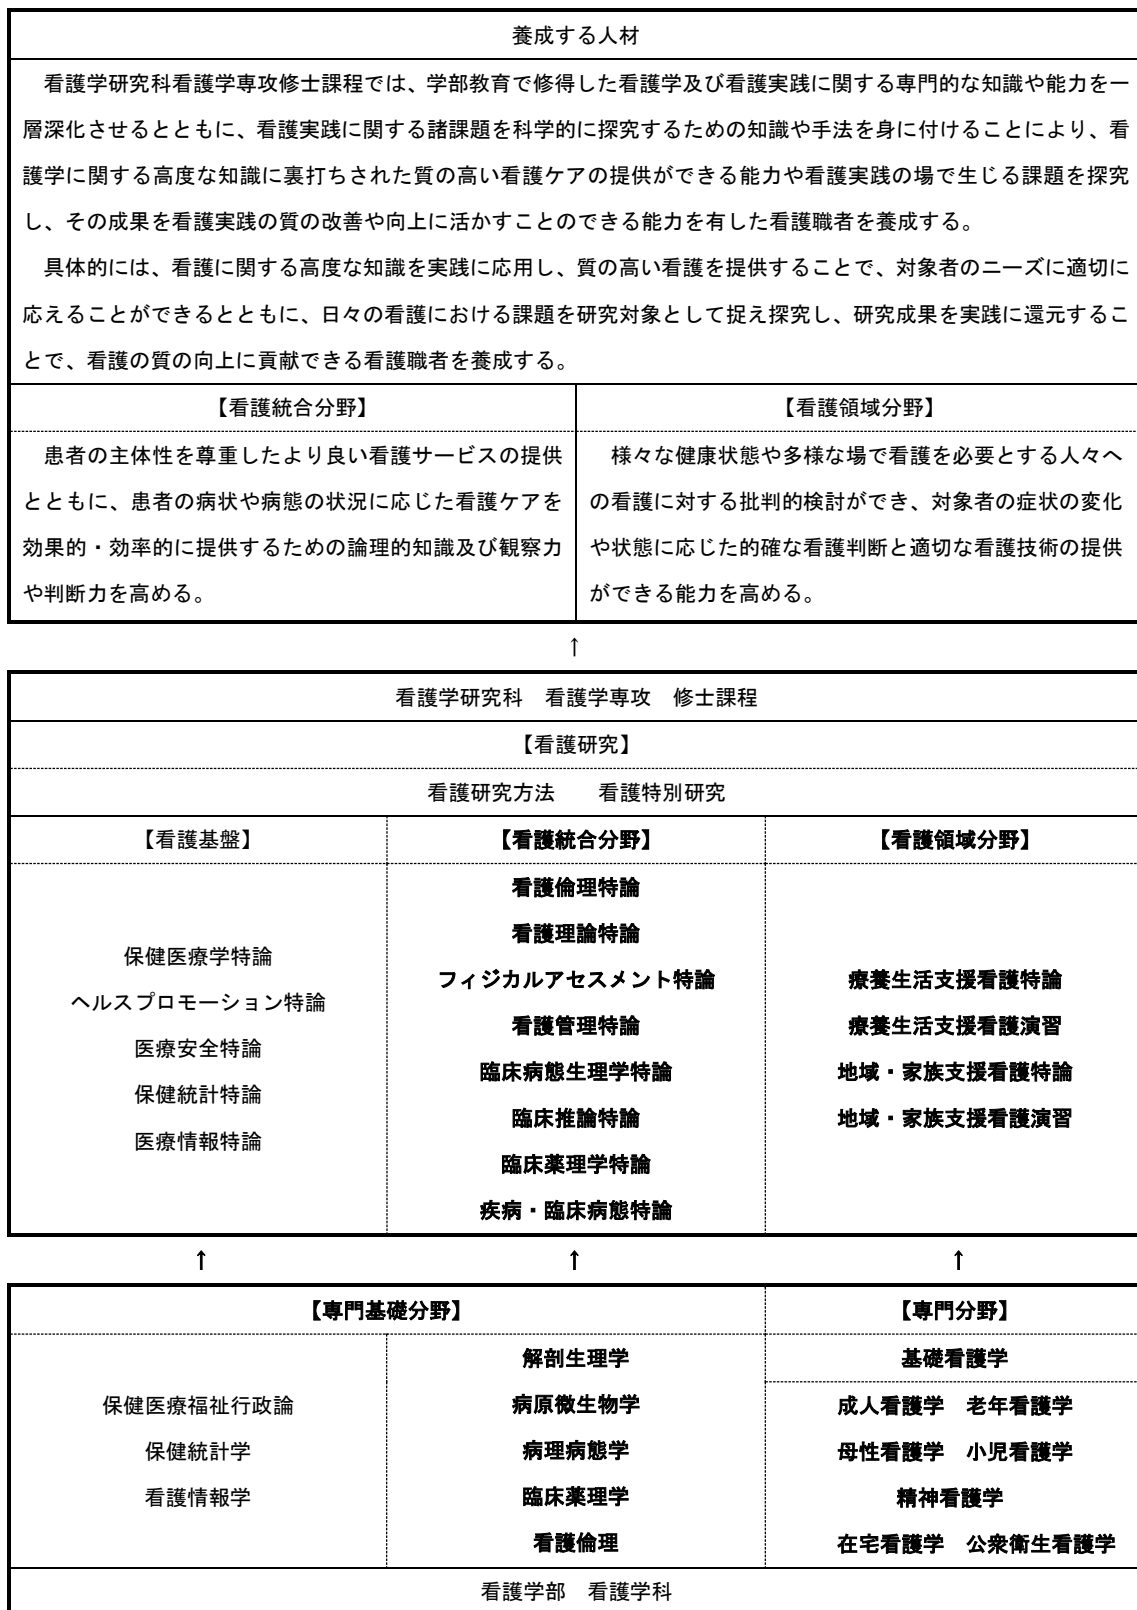 養成する人材
看護学研究科看護学専攻修士課程では、学部教育で修得した看護学及び看護実践に関する専門的な知識や能力を一
層深化させるとともに、看護実践に関する諸課題を科学的に探究するための知識や手法を身に付けることにより、看
護学に関する高度な知識に裏打ちされた質の高い看護ケアの提供ができる能力や看護実践の場で生じる課題を探究
し、その成果を看護実践の質の改善や向上に活かすことのできる能力を有した看護職者を養成する。
具体的には、看護に関する高度な知識を実践に応用し、質の高い看護を提供することで、対象者のニーズに適切に
応えることができるとともに、日々の看護における課題を研究対象として捉え探究し、研究成果を実践に還元するこ
とで、看護の質の向上に貢献できる看護職者を養成する。
【看護統合分野】
患者の主体性を尊重したより良い看護サービスの提供
とともに、患者の病状や病態の状況に応じた看護ケアを
効果的・効率的に提供するための論理的知識及び観察力
や判断力を高める。
【看護領域分野】
様々な健康状態や多様な場で看護を必要とする人々へ
の看護に対する批判的検討ができ、対象者の症状の変化
や状態に応じた的確な看護判断と適切な看護技術の提供
ができる能力を高める。
↑
看護学研究科　看護学専攻　修士課程
【看護研究】
看護研究方法　　看護特別研究
【看護基盤】
保健医療学特論
ヘルスプロモーション特論
医療安全特論
保健統計特論
医療情報特論
【看護統合分野】
看護倫理特論
看護理論特論
フィジカルアセスメント特論
看護管理特論
臨床病態生理学特論
臨床推論特論
臨床薬理学特論
疾病・臨床病態特論
【看護領域分野】
療養生活支援看護特論
療養生活支援看護演習
地域・家族支援看護特論
地域・家族支援看護演習
↑　↑　↑
【専門基礎分野】
保健医療福祉行政論
保健統計学
看護情報学
解剖生理学
病原微生物学
病理病態学
臨床薬理学
看護倫理
【専門分野】
基礎看護学
成人看護学　老年看護学
母性看護学　小児看護学
精神看護学
在宅看護学　公衆衛生看護学
看護学部　看護学科